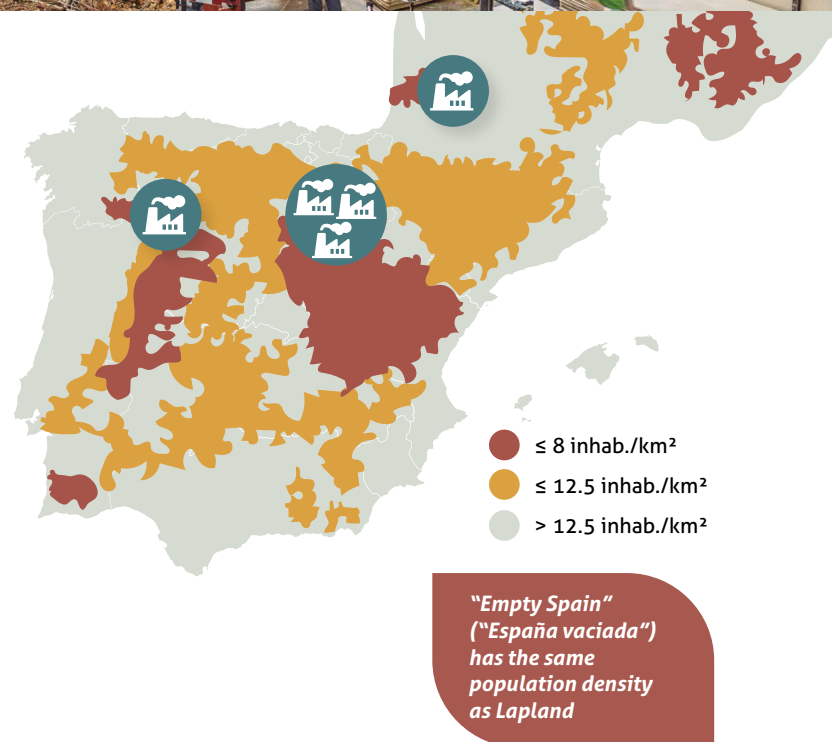 ≤ 8 inhab./km²
≤ 12.5 inhab./km²
> 12.5 inhab./km²
“Empty Spain”
(“España vaciada”)
has the same
population density
as Lapland